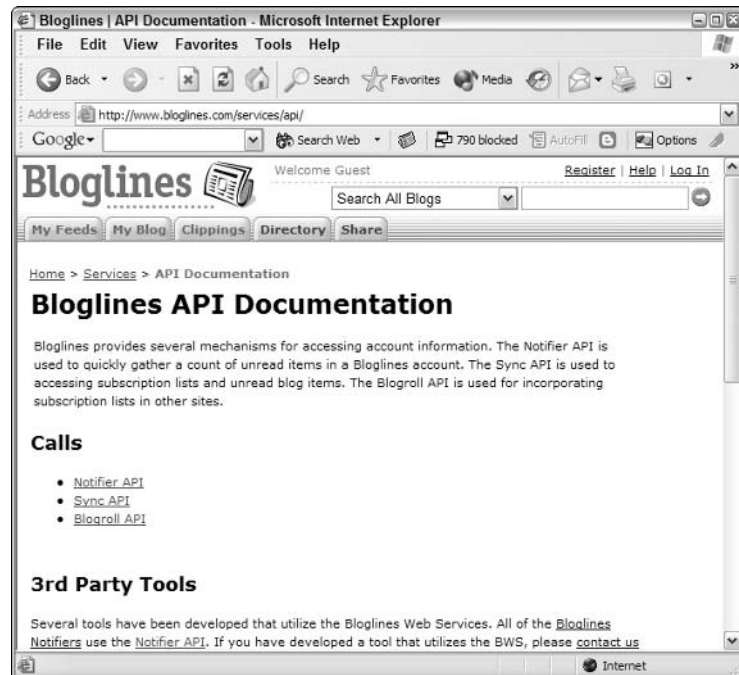 Bloglines | API Documentation - Microsoft Internet Explorer
File Edit View Favorites Tools Help
Back Search Favorites Media
Address http://www.bloglines.com/services/api/
Google Search Web 790 blocked AutoFill Options
Bloglines
Welcome Guest Register | Help | Log In
Search All Blogs
My Feeds My Blog Clippings Directory Share
Home > Services > API Documentation
Bloglines API Documentation
Bloglines provides several mechanisms for accessing account information. The Notifier API is
used to quickly gather a count of unread items in a Bloglines account. The Sync API is used to
accessing subscription lists and unread blog items. The Blogroll API is used for incorporating
subscription lists in other sites.
Calls
• Notifier API
• Sync API
• Blogroll API
3rd Party Tools
Several tools have been developed that utilize the Bloglines Web Services. All of the Bloglines
Notifiers use the Notifier API. If you have developed a tool that utilizes the BWS, please contact us
Internet